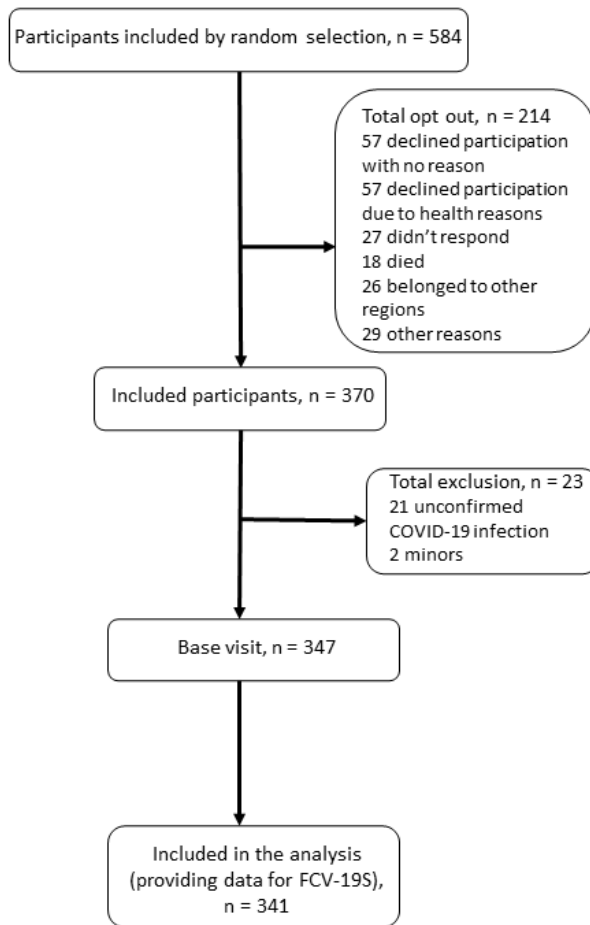 Participants included by random selection, n = 584
Total opt out, n = 214
57 declined participation
with no reason
57 declined participation
due to health reasons
27 didn't respond
18 died
26 belonged to other
regions
29 other reasons
Included participants, n = 370
Total exclusion, n = 23
21 unconfirmed
COVID-19 infection
2 minors
Base visit, n = 347
Included in the analysis
(providing data for FCV-19S),
n = 341